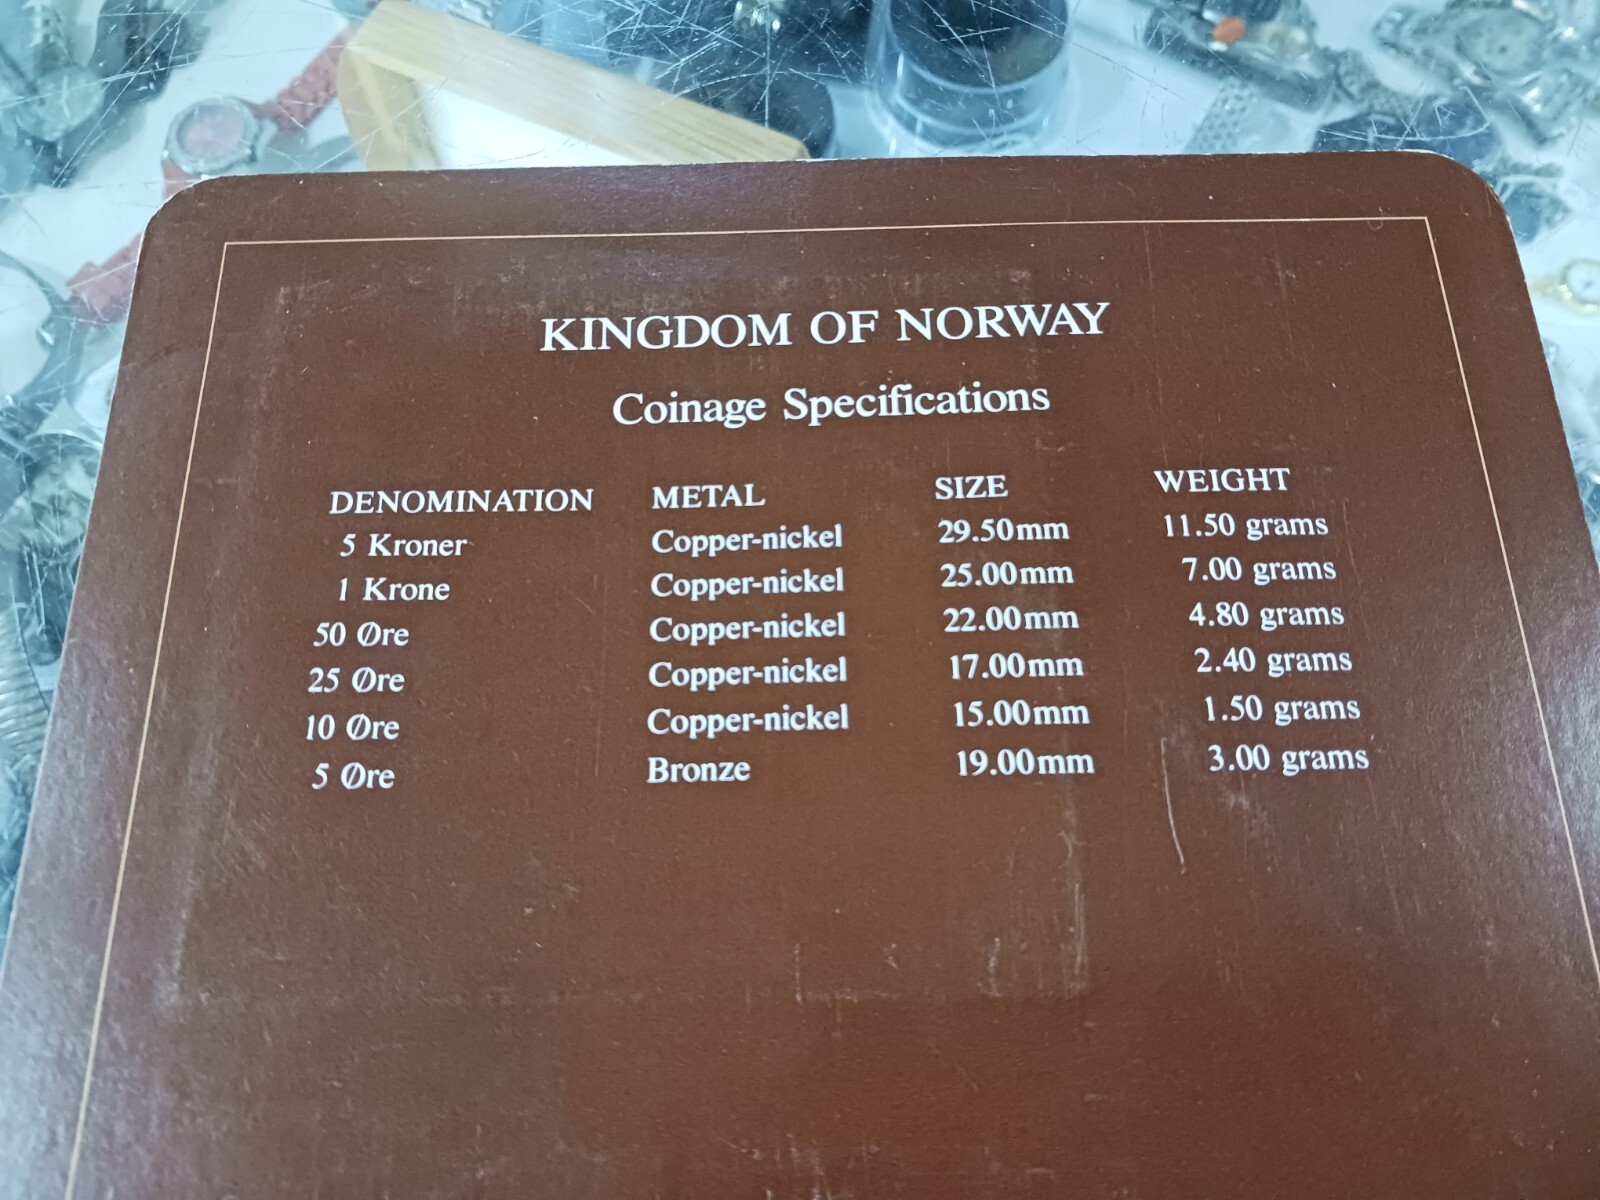 KINGDOM OF NORWAY
Coinage Specifications
DENOMINATION METAL SIZE WEIGHT
5 Kroner Copper-nickel 29.50mm 11.50 grams
1 Krone Copper-nickel 25.00mm 7.00 grams
50 Øre Copper-nickel 22.00mm 4.80 grams
25 Øre Copper-nickel 17.00mm 2.40 grams
10 Øre Copper-nickel 15.00mm 1.50 grams
5 Øre Bronze 19.00mm 3.00 grams